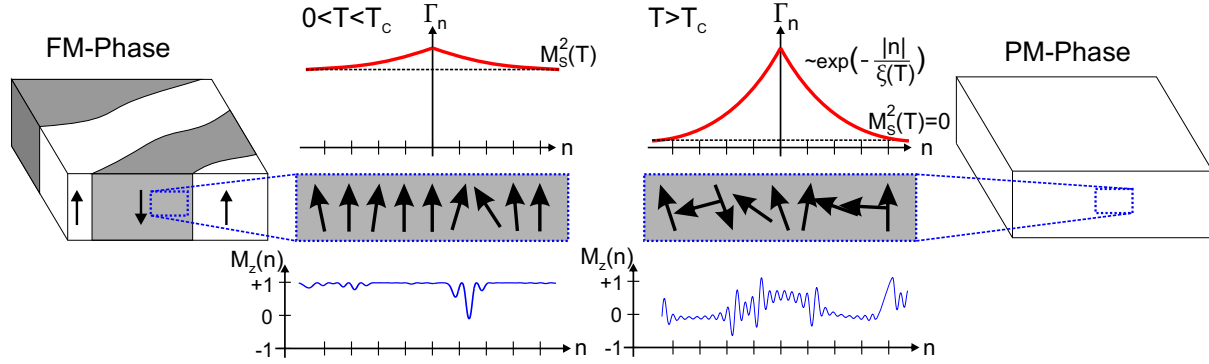 FM-Phase
0<T<T_C
Γ_n
M_S^2(T)
n
T>T_C
Γ_n
~exp(-|n|/ξ(T))
M_S^2(T)=0
n
PM-Phase
M_z(n)
+1
0
-1
n
M_z(n)
+1
0
-1
n